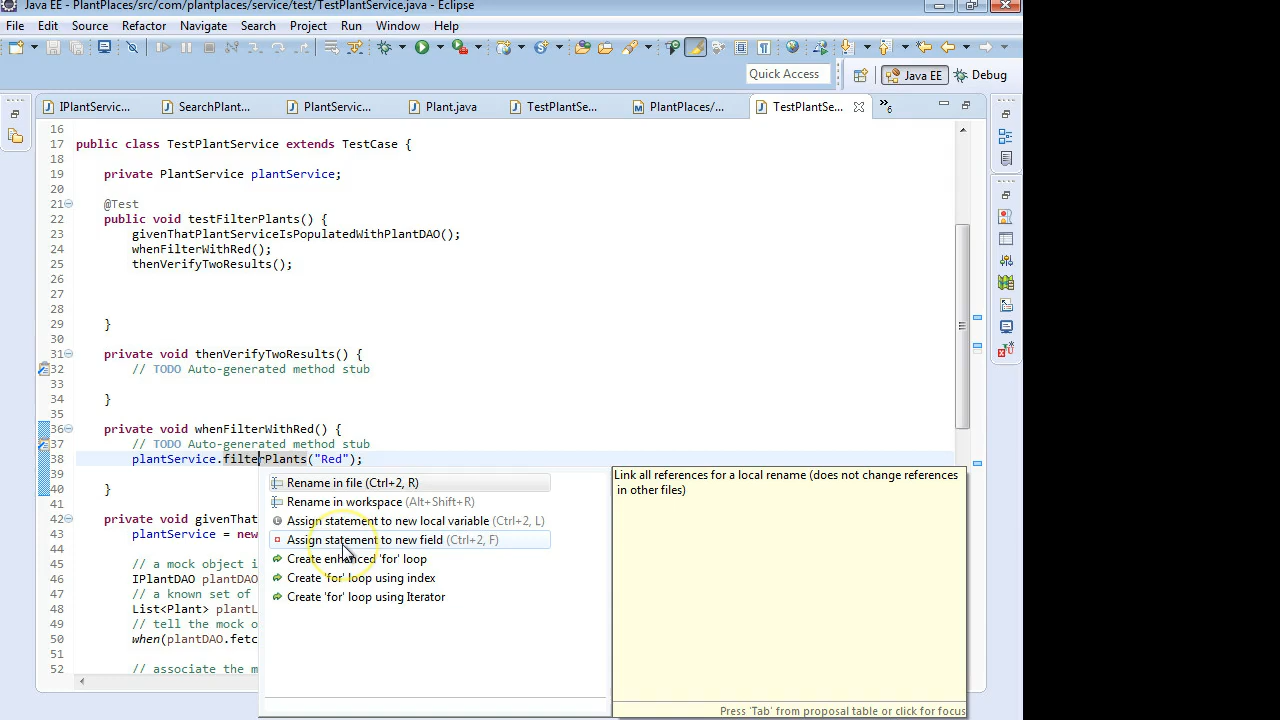 Java EE - PlantPlaces/src/com/plantplaces/service/test/TestPlantService.java - Eclipse
File Edit Source Refactor Navigate Search Project Run Window Help
Quick Access Java EE Debug
IPlantServic... SearchPlant... PlantServic... Plant.java TestPlantSe... PlantPlaces/... TestPlantSe... »6
16
17 public class TestPlantService extends TestCase {
18
19 private PlantService plantService;
20
21 @Test
22 public void testFilterPlants() {
23 givenThatPlantServiceIsPopulatedWithPlantDAO();
24 whenFilterWithRed();
25 thenVerifyTwoResults();
26
27
28
29 }
30
31 private void thenVerifyTwoResults() {
32 // TODO Auto-generated method stub
33
34 }
35
36 private void whenFilterWithRed() {
37 // TODO Auto-generated method stub
38 plantService.filterPlants("Red");
39
40 }
41
42 private void givenThat
43 plantService = new
44
45 // a mock object i
46 IPlantDAO plantDAO
47 // a known set of
48 List<Plant> plantL
49 // tell the mock o
50 when(plantDAO.fetc
51
52 // associate the m
Rename in file (Ctrl+2, R)
Rename in workspace (Alt+Shift+R)
Assign statement to new local variable (Ctrl+2, L)
Assign statement to new field (Ctrl+2, F)
Create enhanced 'for' loop
Create 'for' loop using index
Create 'for' loop using Iterator
Link all references for a local rename (does not change references
in other files)
Press 'Tab' from proposal table or click for focus